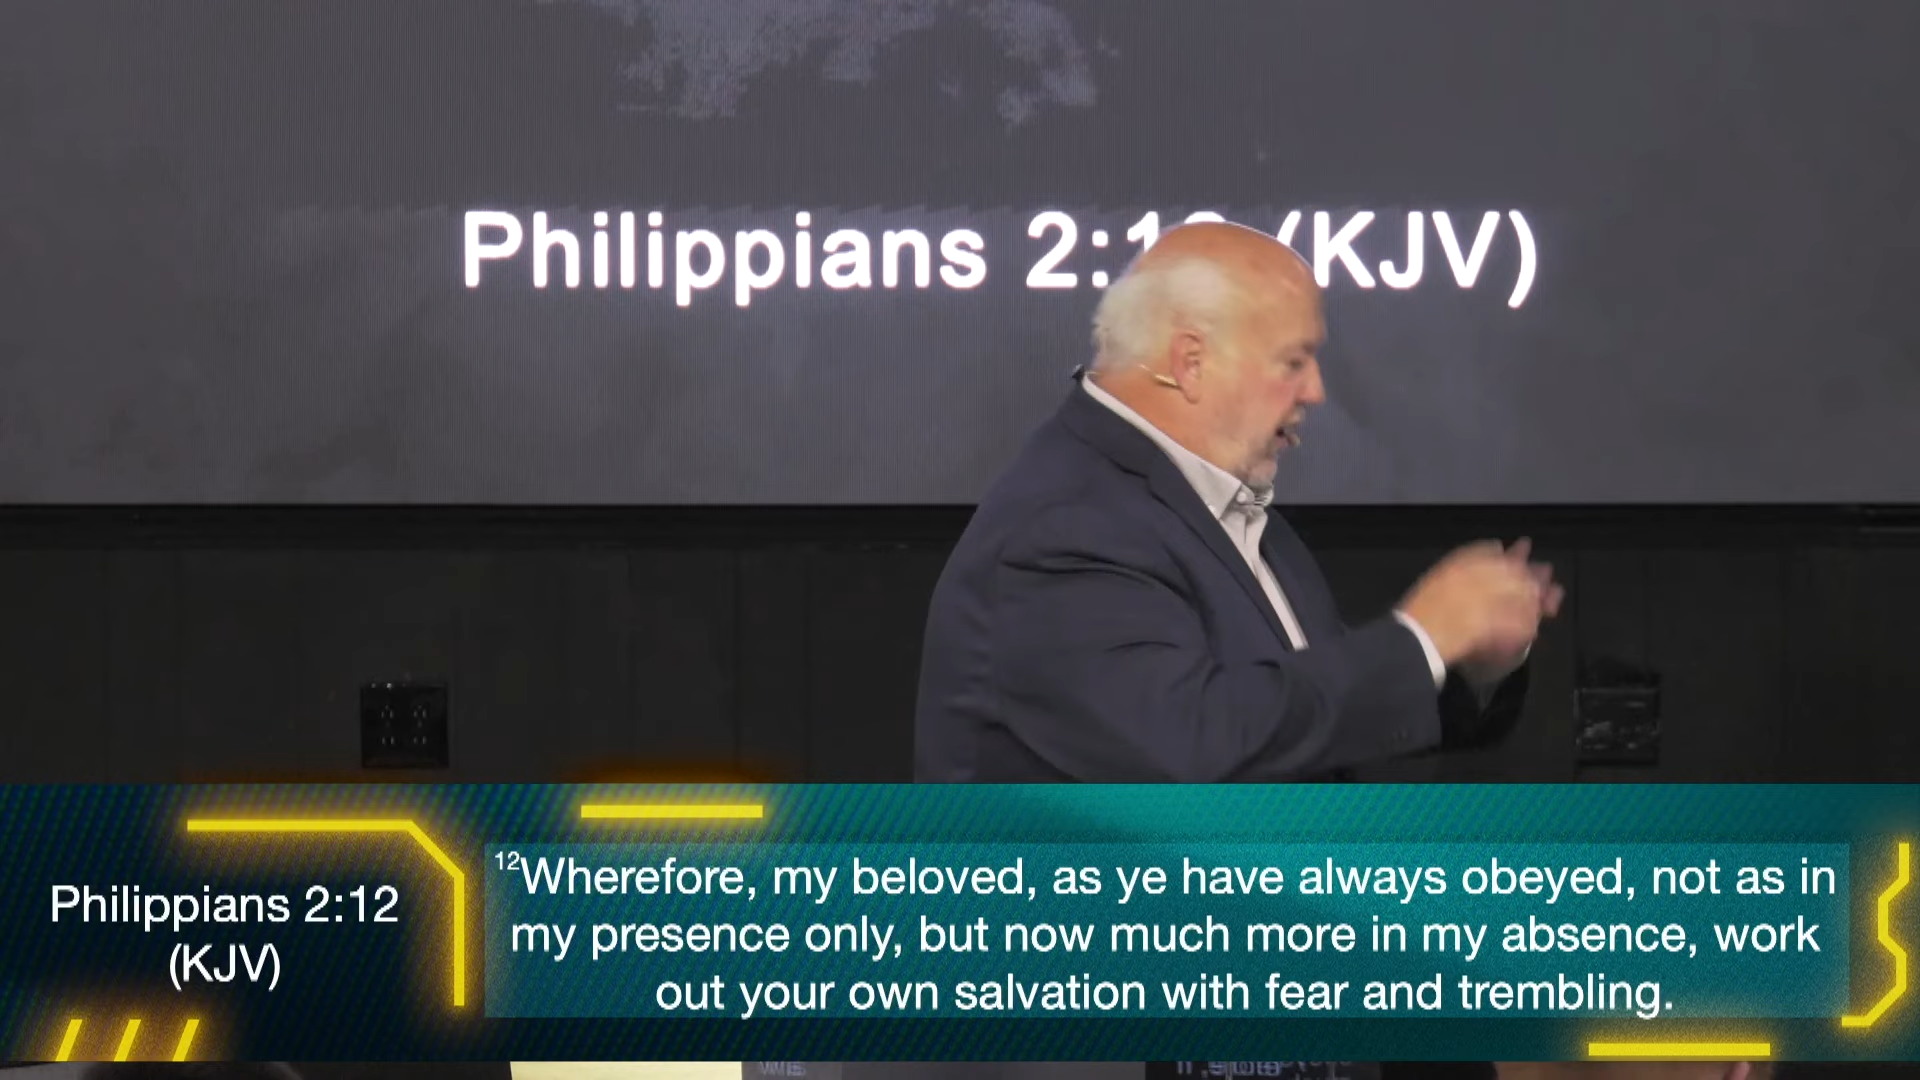 Philippians 2:12 (KJV)
Philippians 2:12
(KJV)
12Wherefore, my beloved, as ye have always obeyed, not as in
my presence only, but now much more in my absence, work
out your own salvation with fear and trembling.